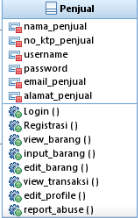 Penjual
nama_penjual
no_ktp_penjual
username
password
email_penjual
alamat_penjual
Login ()
Registrasi ()
view_barang ()
input_barang ()
edit_barang ()
view_transaksi ()
edit_profile ()
report_abuse ()